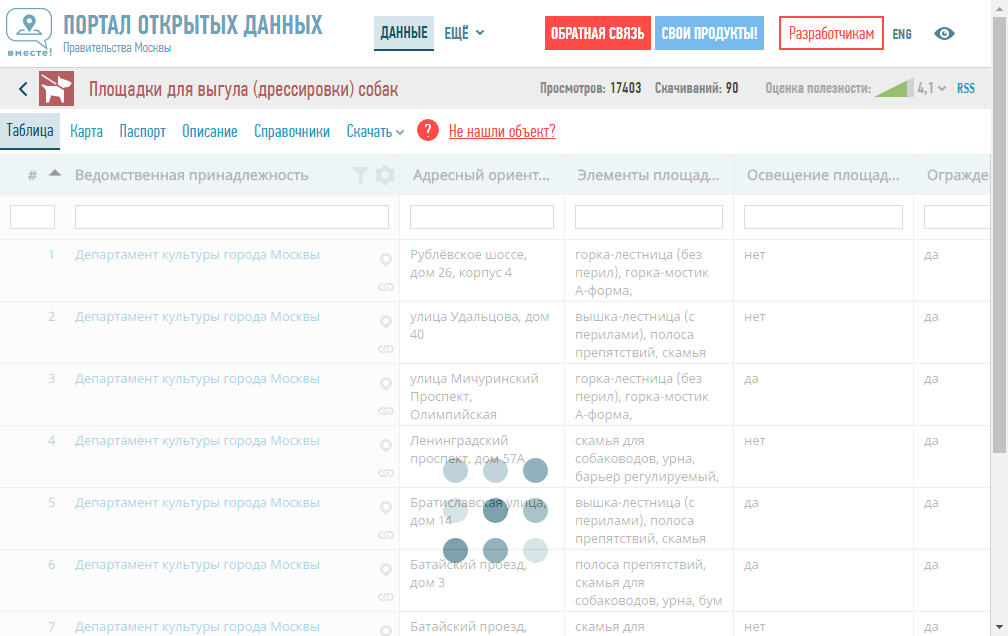 вместе!
ПОРТАЛ ОТКРЫТЫХ ДАННЫХ
Правительства Москвы
ДАННЫЕ ЕЩЁ
ОБРАТНАЯ СВЯЗЬ СВОИ ПРОДУКТЫ! Разработчикам ENG
Площадки для выгула (дрессировки) собак
Просмотров: 17403 Скачиваний: 90 Оценка полезности: 4,1 RSS
Таблица Карта Паспорт Описание Справочники Скачать ? Не нашли объект?
# Ведомственная принадлежность Адресный ориент... Элементы площад... Освещение площад... Огражде
1 Департамент культуры города Москвы Рублёвское шоссе, горка-лестница (без нет да
дом 26, корпус 4 перил), горка-мостик
А-форма,
2 Департамент культуры города Москвы улица Удальцова, дом вышка-лестница (с нет да
40 перилами), полоса
препятствий, скамья
3 Департамент культуры города Москвы улица Мичуринский горка-лестница (без да да
Проспект, перил), горка-мостик
Олимпийская А-форма,
4 Департамент культуры города Москвы Ленинградский скамья для нет да
проспект, дом 57А собаководов, урна,
барьер регулируемый,
5 Департамент культуры города Москвы Братиславская улица, вышка-лестница (с да да
дом 14 перилами), полоса
препятствий, скамья
6 Департамент культуры города Москвы Батайский проезд, полоса препятствий, да да
дом 3 скамья для
собаководов, урна, бум
7 Департамент культуры города Москвы Батайский проезд, скамья для нет да